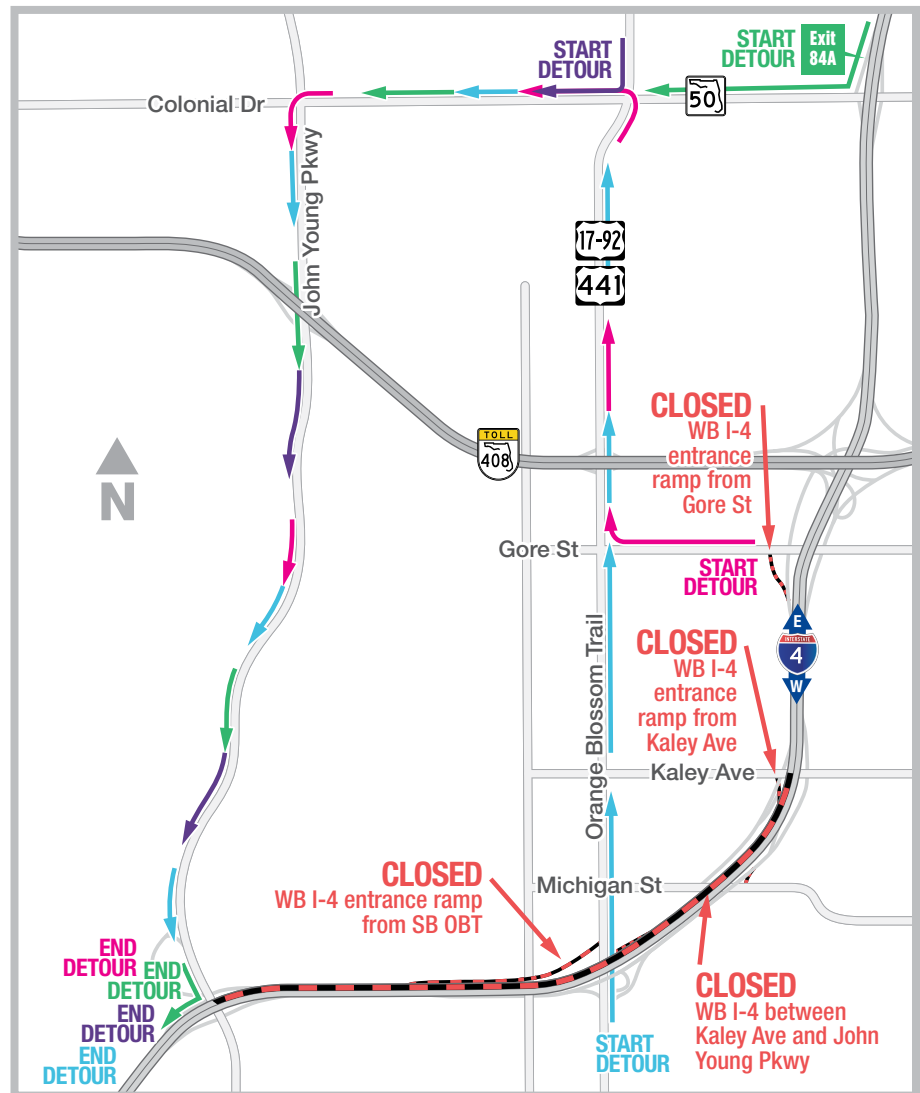 START
DETOUR
START
DETOUR
Exit
84A
Colonial Dr
50
John Young Pkwy
17-92
441
CLOSED
WB I-4
entrance
ramp from
Gore St
TOLL
408
N
Gore St
START
DETOUR
E
INTERSTATE
4
W
CLOSED
WB I-4
entrance
ramp from
Kaley Ave
Orange Blossom Trail
Kaley Ave
CLOSED
WB I-4 entrance ramp
from SB OBT
Michigan St
END
DETOUR
END
DETOUR
END
DETOUR
END
DETOUR
START
DETOUR
CLOSED
WB I-4 between
Kaley Ave and John
Young Pkwy